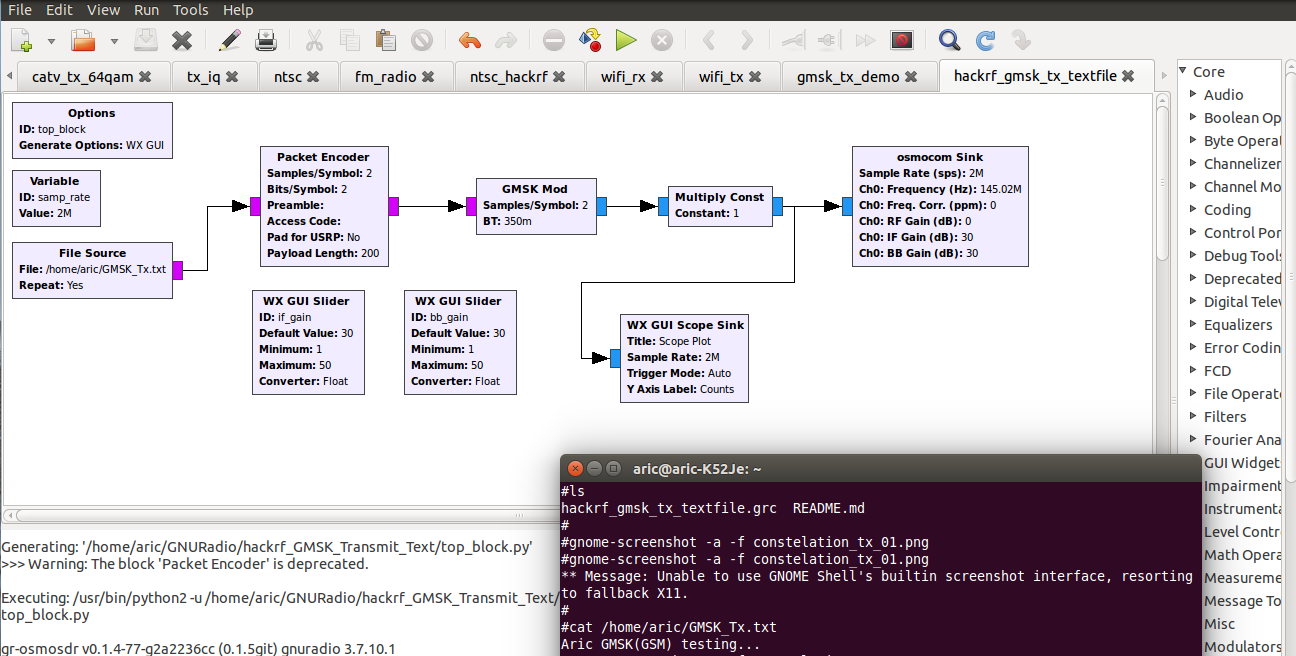 File Edit View Run Tools Help
catv_tx_64qam tx_iq ntsc fm_radio ntsc_hackrf wifi_rx wifi_tx gmsk_tx_demo hackrf_gmsk_tx_textfile
Options
ID: top_block
Generate Options: WX GUI
Variable
ID: samp_rate
Value: 2M
File Source
File: /home/aric/GMSK_Tx.txt
Repeat: Yes
Packet Encoder
Samples/Symbol: 2
Bits/Symbol: 2
Preamble:
Access Code:
Pad for USRP: No
Payload Length: 200
GMSK Mod
Samples/Symbol: 2
BT: 350m
Multiply Const
Constant: 1
osmocom Sink
Sample Rate (sps): 2M
Ch0: Frequency (Hz): 145.02M
Ch0: Freq. Corr. (ppm): 0
Ch0: RF Gain (dB): 0
Ch0: IF Gain (dB): 30
Ch0: BB Gain (dB): 30
WX GUI Slider
ID: if_gain
Default Value: 30
Minimum: 1
Maximum: 50
Converter: Float
WX GUI Slider
ID: bb_gain
Default Value: 30
Minimum: 1
Maximum: 50
Converter: Float
WX GUI Scope Sink
Title: Scope Plot
Sample Rate: 2M
Trigger Mode: Auto
Y Axis Label: Counts
Core
Audio
Boolean Op
Byte Operat
Channelizer
Channel Mo
Coding
Control Por
Debug Tools
Deprecated
Digital Telev
Equalizers
Error Codin
FCD
File Operat
Filters
Fourier Ana
GUI Widget
Impairment
Instrumenta
Level Contr
Math Opera
Measureme
Message To
Misc
Modulators
Generating: '/home/aric/GNURadio/hackrf_GMSK_Transmit_Text/top_block.py'
>>> Warning: The block 'Packet Encoder' is deprecated.
Executing: /usr/bin/python2 -u /home/aric/GNURadio/hackrf_GMSK_Transmit_Text/
top_block.py
gr-osmosdr v0.1.4-77-g2a2236cc (0.1.5git) gnuradio 3.7.10.1
aric@aric-K52Je: ~
#ls
hackrf_gmsk_tx_textfile.grc README.md
#
#gnome-screenshot -a -f constelation_tx_01.png
#gnome-screenshot -a -f constelation_tx_01.png
** Message: Unable to use GNOME Shell's builtin screenshot interface, resorting
to fallback X11.
#
#cat /home/aric/GMSK_Tx.txt
Aric GMSK(GSM) testing...